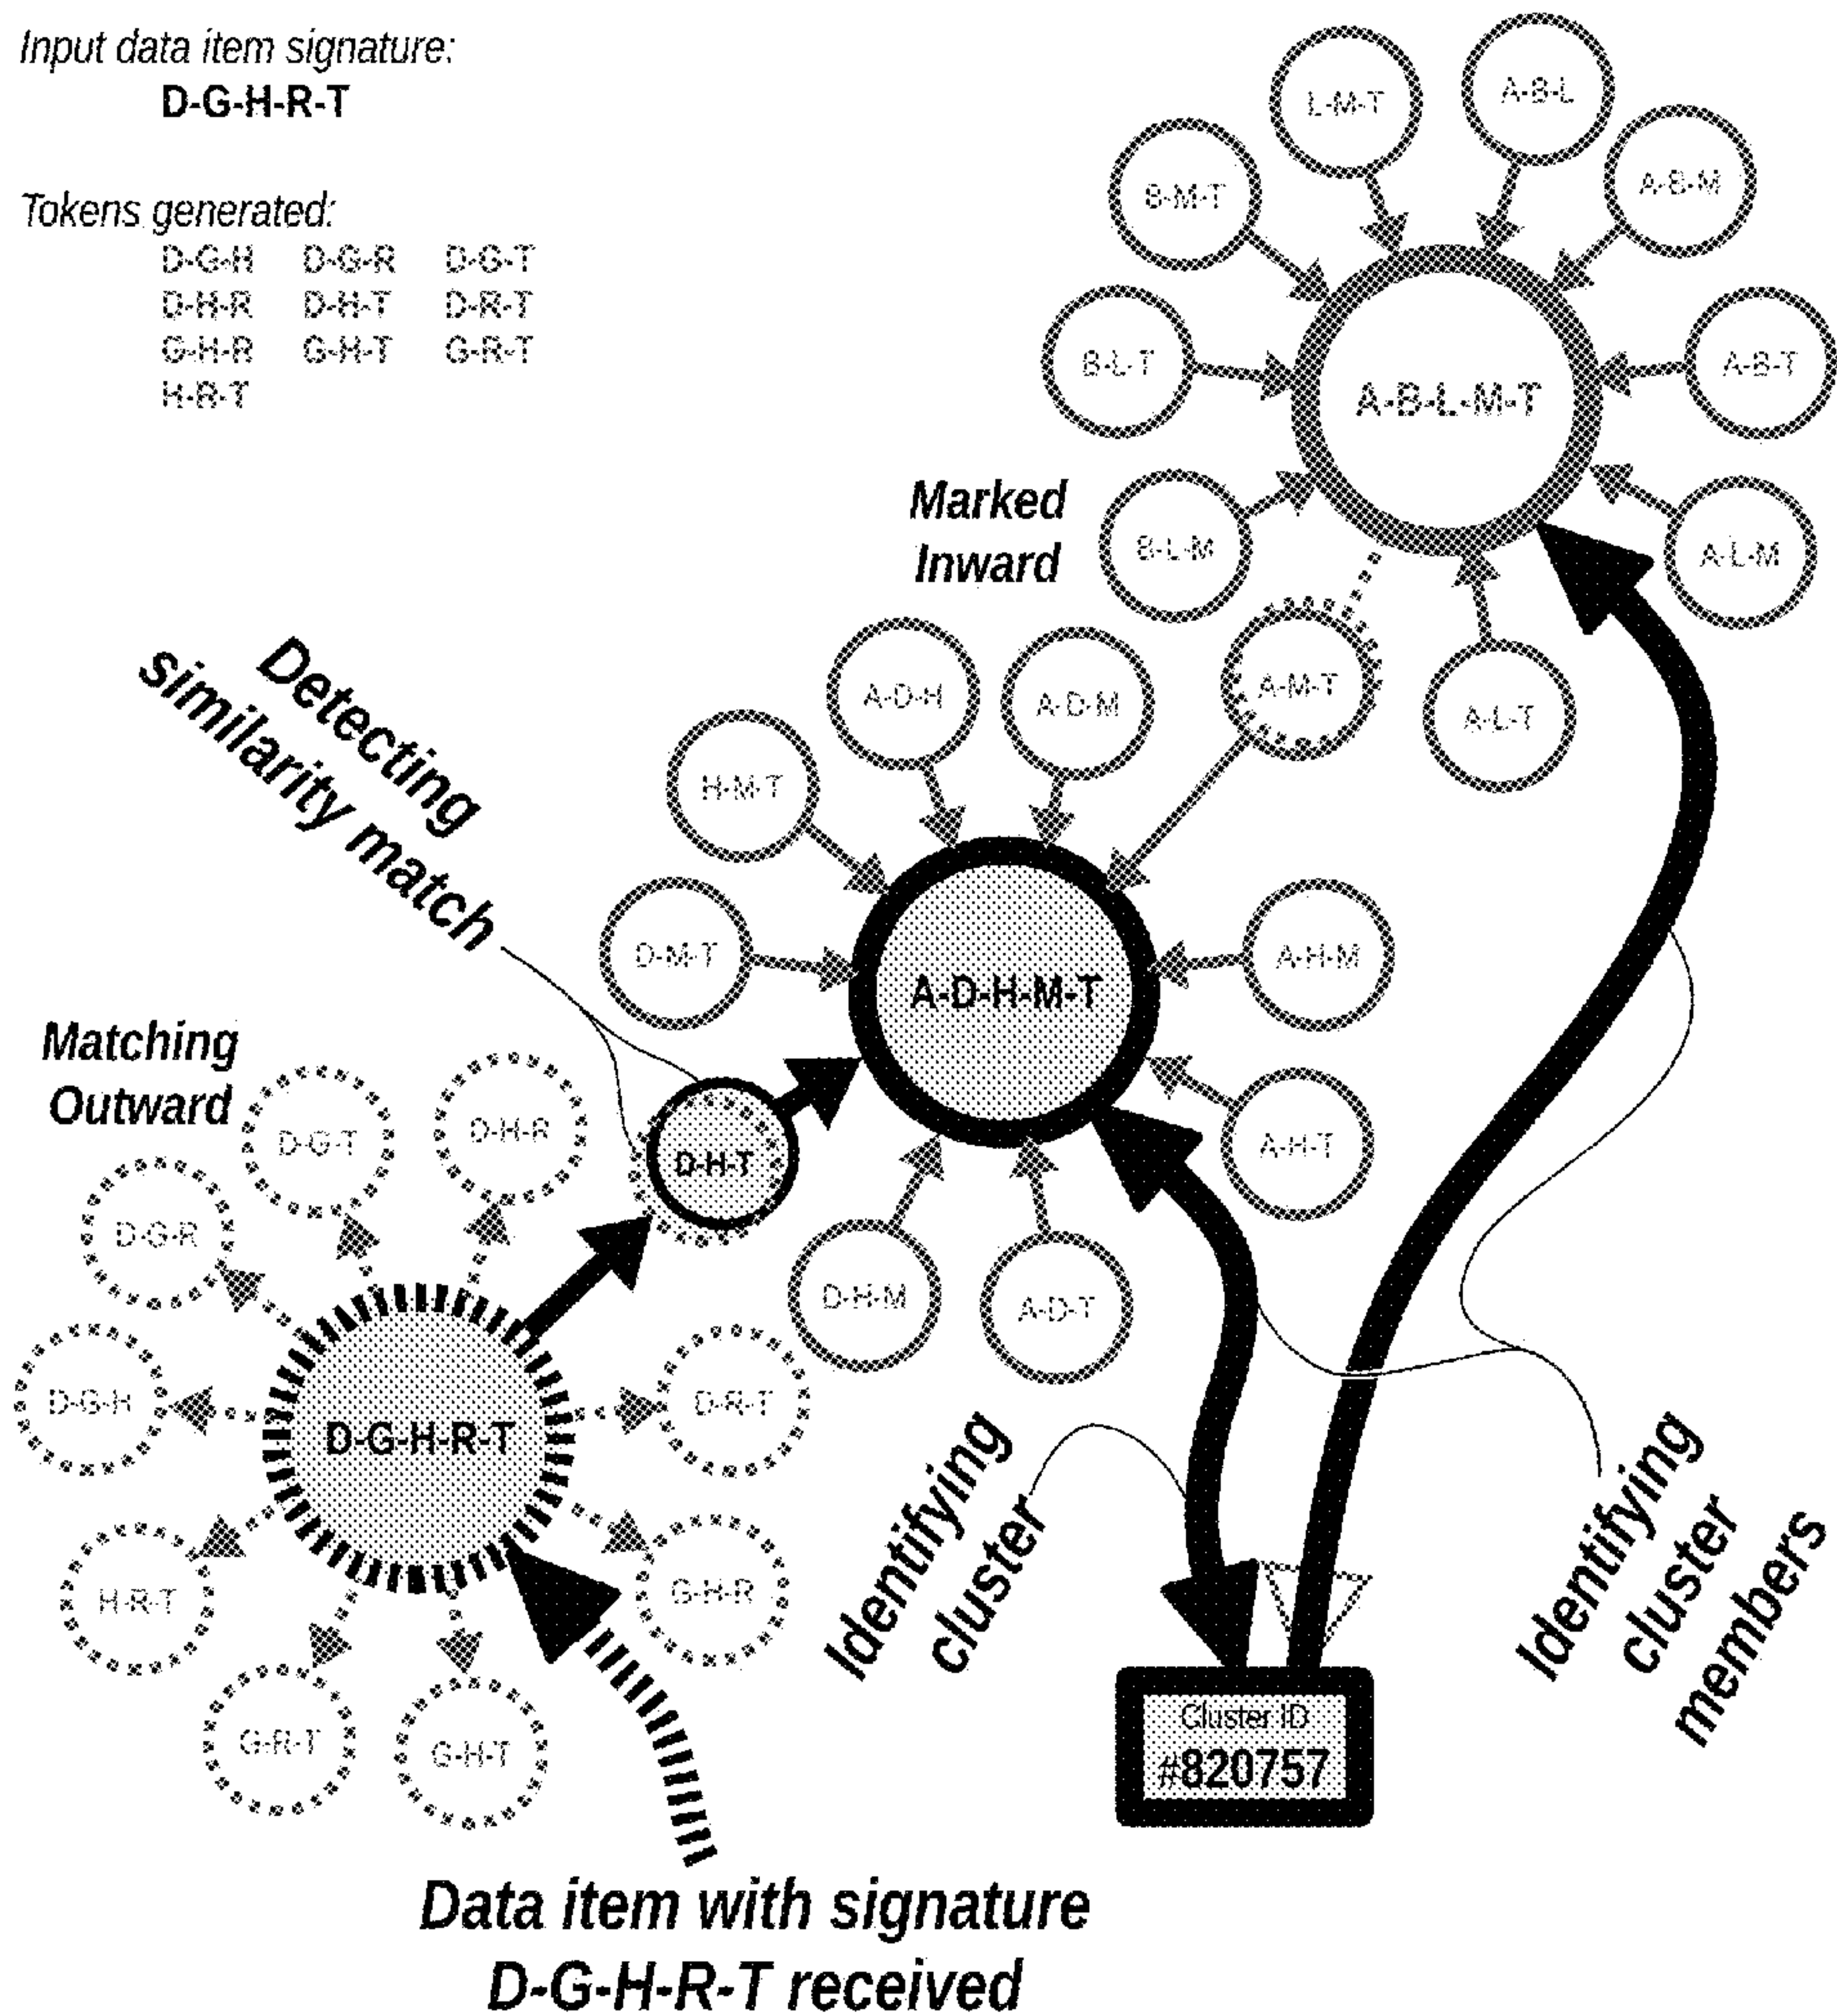 Input data item signature:
D-G-H-R-T
Tokens generated:
D-G-H D-G-R D-G-T
D-H-R D-H-T D-R-T
G-H-R G-H-T G-R-T
H-R-T
L-M-T
A-B-L
B-M-T
A-B-M
B-L-T
A-B-L-M-T
A-B-T
Marked
Inward
B-L-M
A-L-M
A-M-T
A-L-T
Detecting
similarity match
A-D-H
A-D-M
H-M-T
D-M-T
A-D-H-M-T
A-H-M
Matching
Outward
D-G-T
D-H-R
D-H-T
A-H-T
D-G-R
D-H-M
A-D-T
D-G-H
D-G-H-R-T
D-R-T
H-R-T
G-H-R
G-R-T
G-H-T
Identifying
cluster
Identifying
cluster
members
Cluster ID
#820757
Data item with signature
D-G-H-R-T received